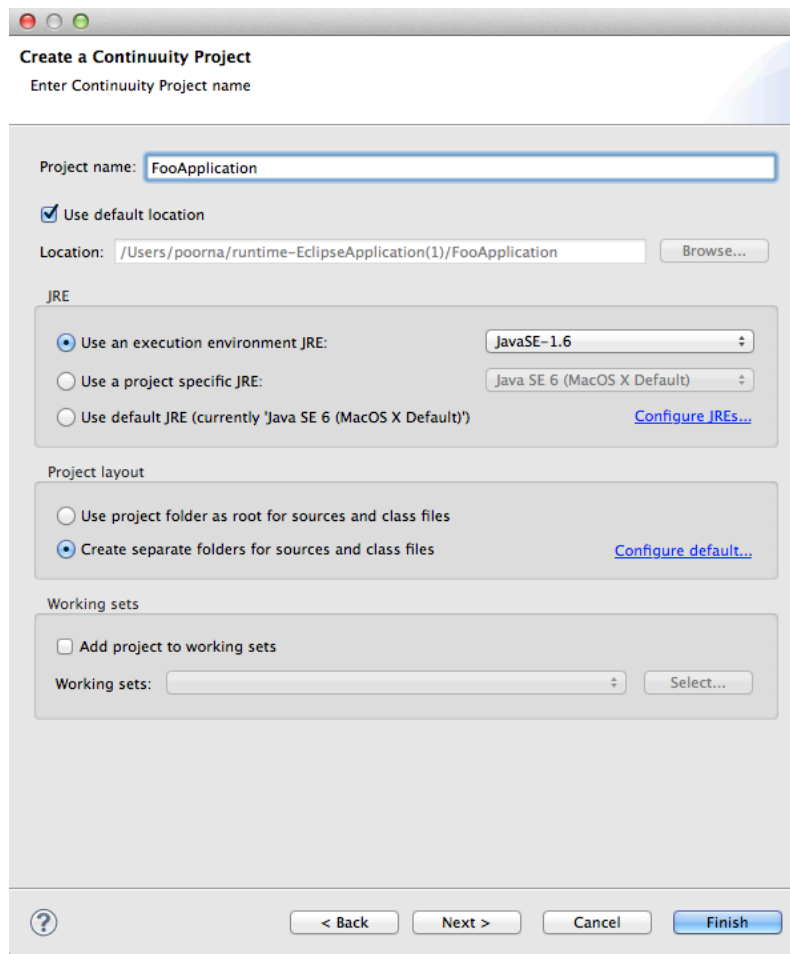 Create a Continuuity Project
Enter Continuuity Project name
Project name: FooApplication
Use default location
Location: /Users/poorna/runtime-EclipseApplication(1)/FooApplication Browse...
JRE
Use an execution environment JRE: JavaSE-1.6
Use a project specific JRE: Java SE 6 (MacOS X Default)
Use default JRE (currently 'Java SE 6 (MacOS X Default)') Configure JREs...
Project layout
Use project folder as root for sources and class files
Create separate folders for sources and class files Configure default...
Working sets
Add project to working sets
Working sets: Select...
? < Back Next > Cancel Finish